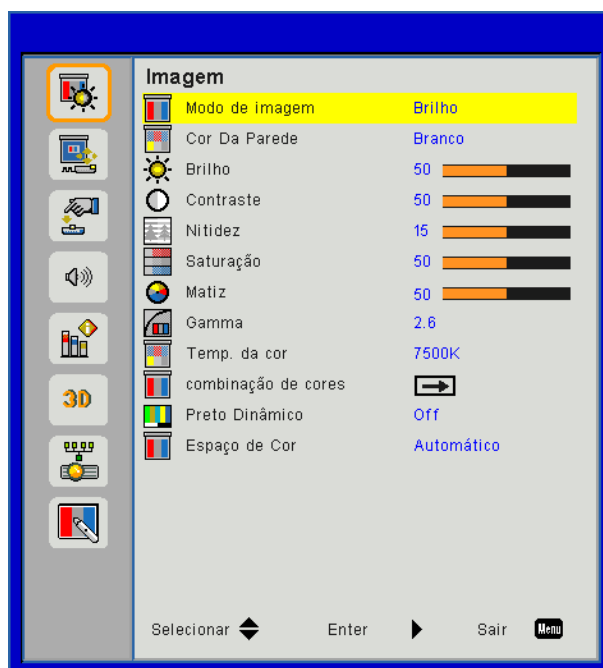 Imagem
Modo de imagem Brilho
Cor Da Parede Branco
Brilho 50
Contraste 50
Nitidez 15
Saturação 50
Matiz 50
Gamma 2.6
Temp. da cor 7500K
combinação de cores
Preto Dinâmico Off
Espaço de Cor Automático
3D
Selecionar Enter Sair Menu